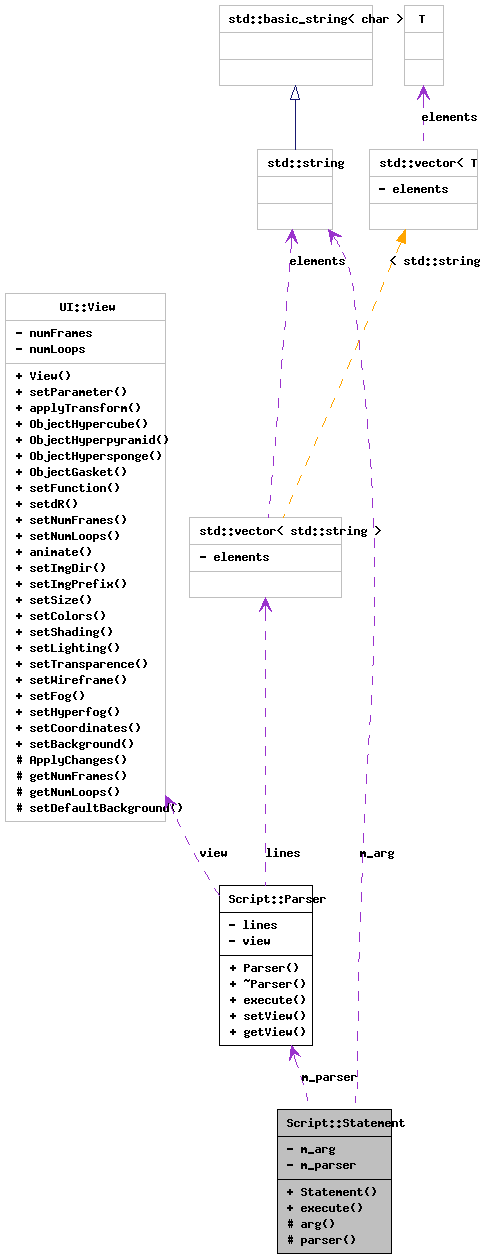 std::basic_string< char >
T
elements
std::string
std::vector< T
- elements
elements
< std::string
UI::View
- numFrames
- numLoops
+ View()
+ setParameter()
+ applyTransform()
+ ObjectHypercube()
+ ObjectHyperpyramid()
+ ObjectHypersponge()
+ ObjectGasket()
+ setFunction()
+ setdR()
+ setNumFrames()
+ setNumLoops()
+ animate()
+ setImgDir()
+ setImgPrefix()
+ setSize()
+ setColors()
+ setShading()
+ setLighting()
+ setTransparence()
+ setWireframe()
+ setFog()
+ setHyperfog()
+ setCoordinates()
+ setBackground()
# ApplyChanges()
# getNumFrames()
# getNumLoops()
# setDefaultBackground()
std::vector< std::string >
- elements
view
lines
m_arg
Script::Parser
- lines
- view
+ Parser()
+ ~Parser()
+ execute()
+ setView()
+ getView()
m_parser
Script::Statement
- m_arg
- m_parser
+ Statement()
+ execute()
# arg()
# parser()